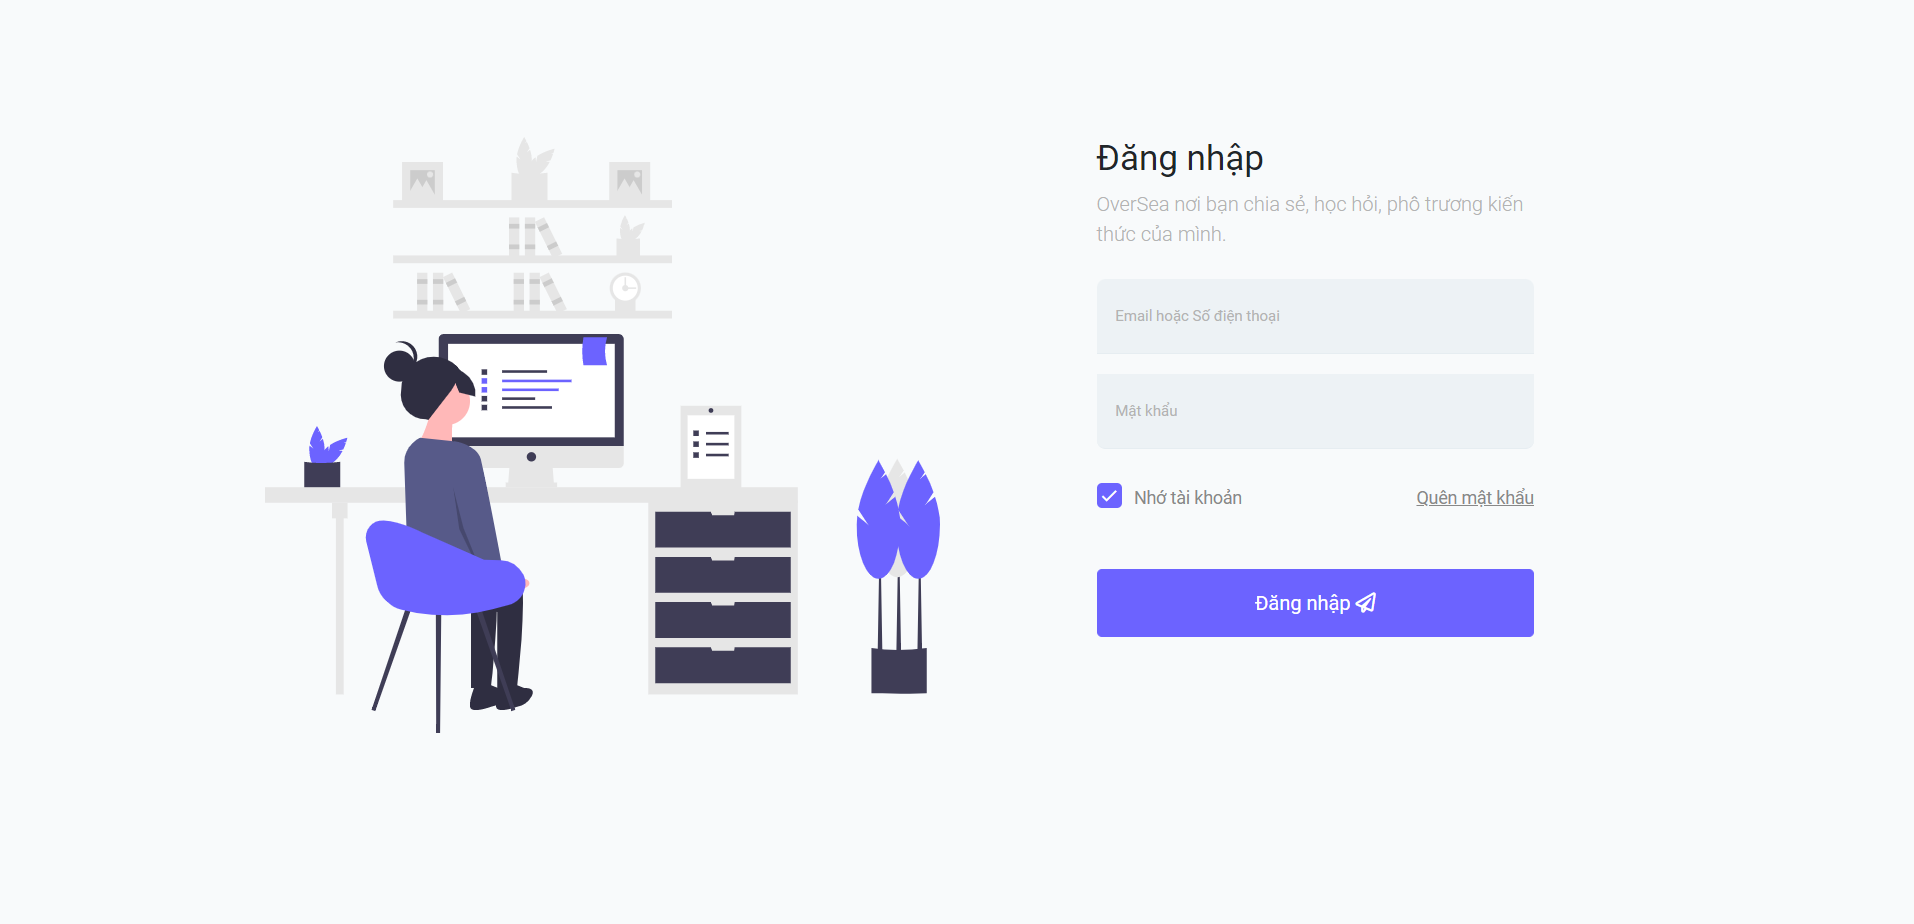 Đăng nhập
OverSea nơi bạn chia sẻ, học hỏi, phô trương kiến
thức của mình.
Email hoặc Số điện thoại
Mật khẩu
Nhớ tài khoản
Quên mật khẩu
Đăng nhập